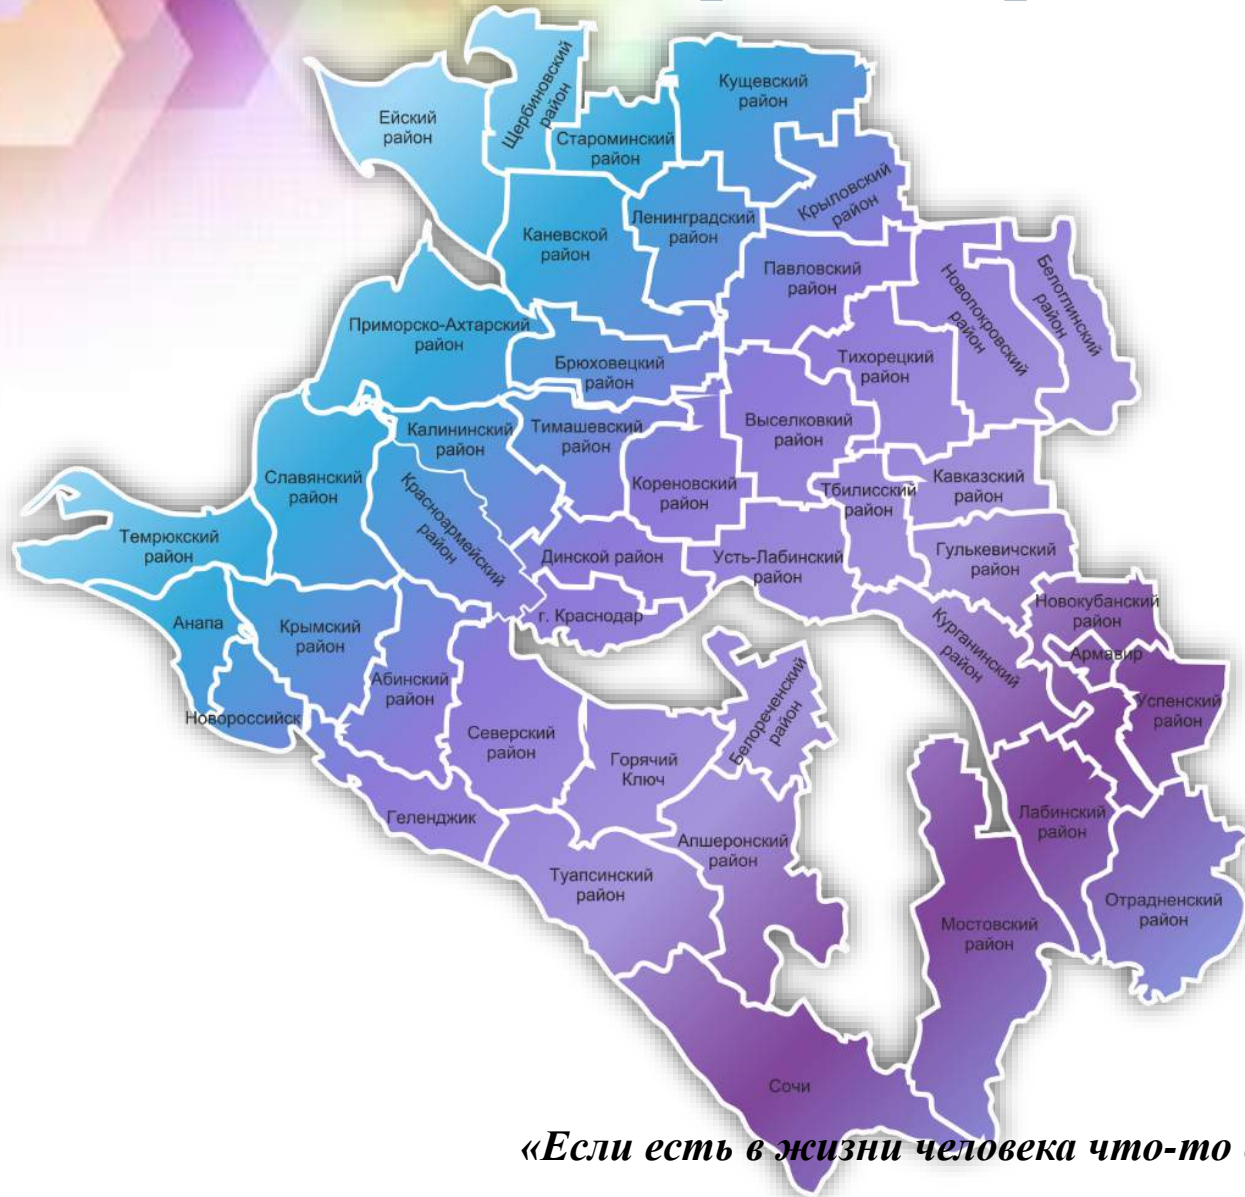 Щербиновский
район
Кущевский
район
Ейский
район
Староминский
район
Крыловский
район
Ленинградский
район
Каневской
район
Павловский
район
Новопокровский
район
Белоглинский
район
Приморско-Ахтарский
район
Брюховецкий
район
Тихорецкий
район
Калининский
район
Тимашевский
район
Выселковкий
район
Славянский
район
Красноармейский
район
Кореновский
район
Тбилисский
район
Кавказский
район
Темрюкский
район
Динской район
Усть-Лабинский
район
Гулькевичский
район
Анапа
Крымский
район
г. Краснодар
Курганинский
район
Новокубанский
район
Армавир
Абинский
район
Белореченский
район
Успенский
район
Новороссийск
Северский
район
Горячий
Ключ
Геленджик
Апшеронский
район
Лабинский
район
Туапсинский
район
Мостовский
район
Отрадненский
район
Сочи
«Если есть в жизни человека что-то